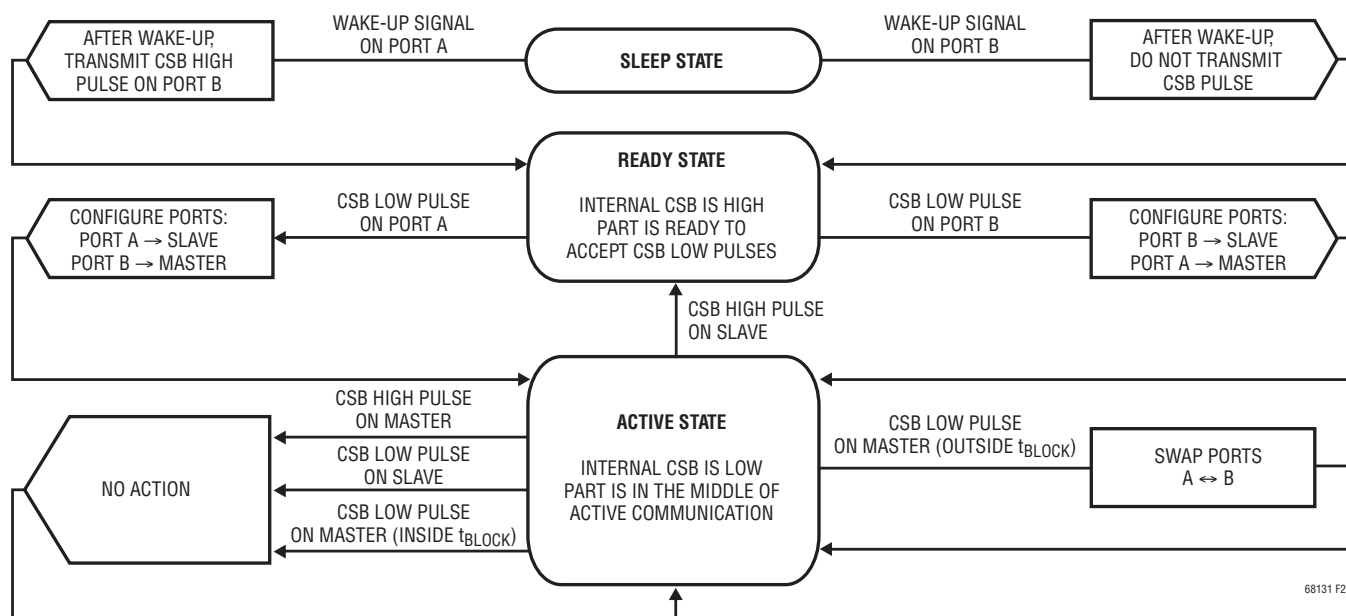 AFTER WAKE-UP,
TRANSMIT CSB HIGH
PULSE ON PORT B
WAKE-UP SIGNAL
ON PORT A
SLEEP STATE
WAKE-UP SIGNAL
ON PORT B
AFTER WAKE-UP,
DO NOT TRANSMIT
CSB PULSE
READY STATE
INTERNAL CSB IS HIGH
PART IS READY TO
ACCEPT CSB LOW PULSES
CONFIGURE PORTS:
PORT A → SLAVE
PORT B → MASTER
CSB LOW PULSE
ON PORT A
CSB LOW PULSE
ON PORT B
CONFIGURE PORTS:
PORT B → SLAVE
PORT A → MASTER
CSB HIGH PULSE
ON SLAVE
NO ACTION
CSB HIGH PULSE
ON MASTER
CSB LOW PULSE
ON SLAVE
CSB LOW PULSE
ON MASTER (INSIDE tBLOCK)
ACTIVE STATE
INTERNAL CSB IS LOW
PART IS IN THE MIDDLE OF
ACTIVE COMMUNICATION
CSB LOW PULSE
ON MASTER (OUTSIDE tBLOCK)
SWAP PORTS
A ↔ B
68131 F2